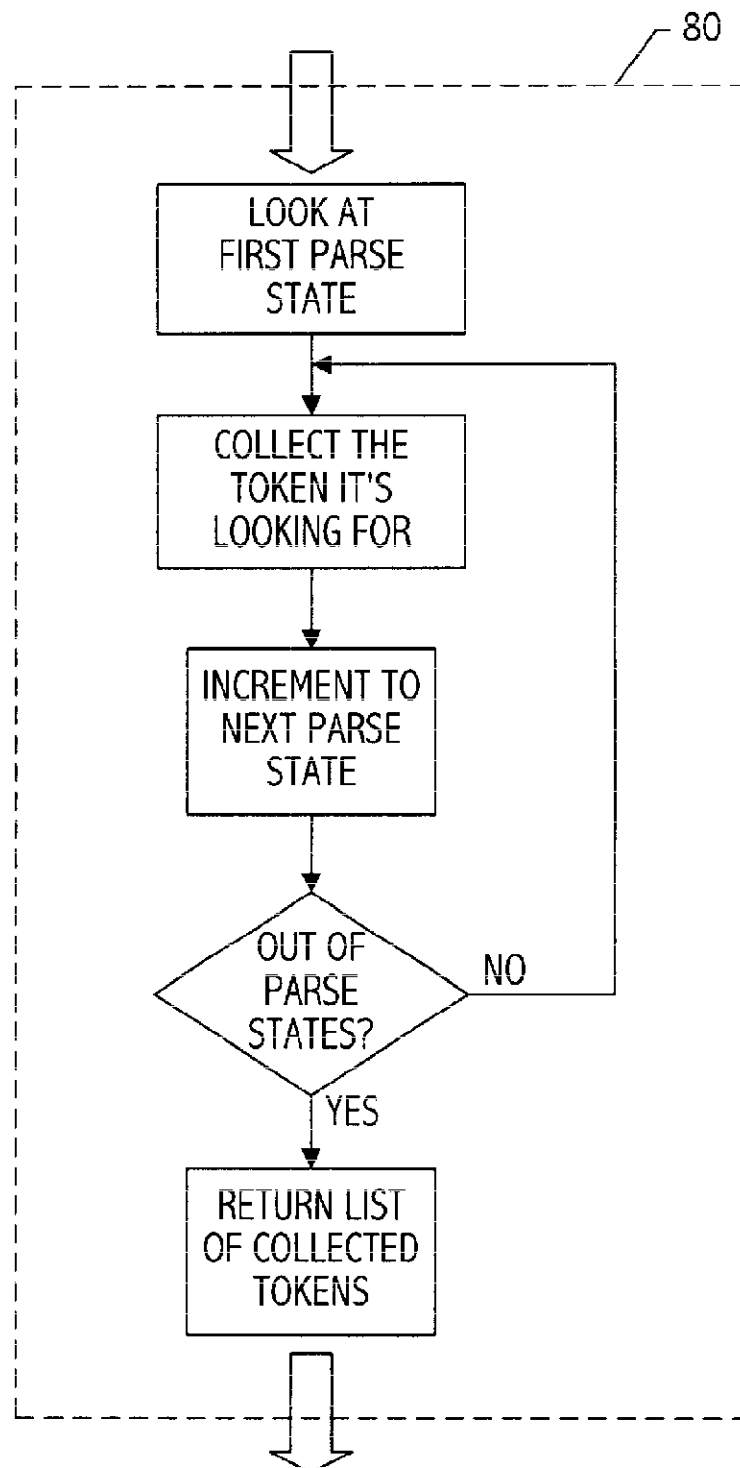 80
LOOK AT
FIRST PARSE
STATE
COLLECT THE
TOKEN IT'S
LOOKING FOR
INCREMENT TO
NEXT PARSE
STATE
OUT OF
PARSE
STATES?
NO
YES
RETURN LIST
OF COLLECTED
TOKENS